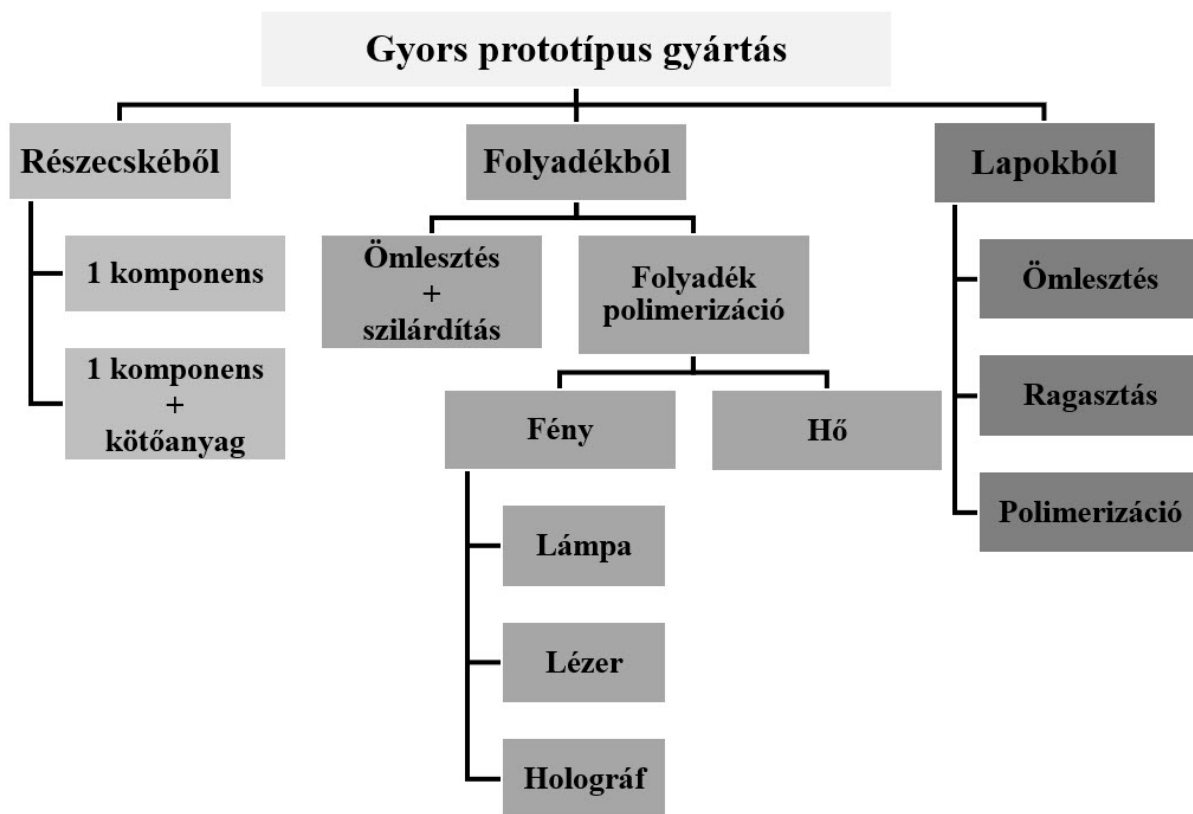 Gyors prototípus gyártás
Részecskéből
1 komponens
1 komponens
+
kötőanyag
Folyadékból
Ömlesztés
+
szilárdítás
Folyadék
polimerizáció
Fény
Lámpa
Lézer
Holográf
Hő
Lapokból
Ömlesztés
Ragasztás
Polimerizáció